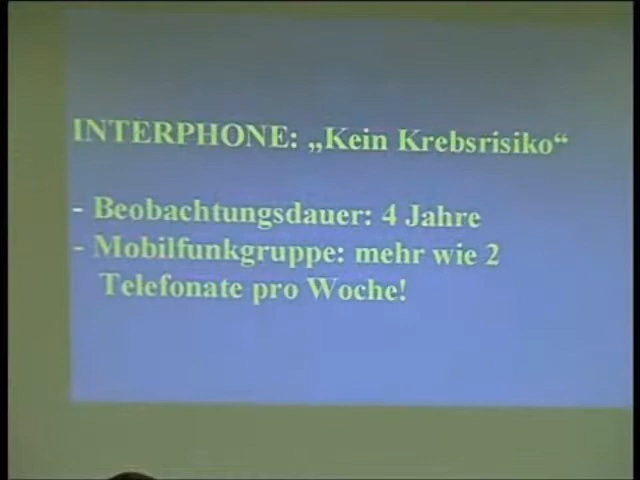 INTERPHONE: „Kein Krebsrisiko“
- Beobachtungsdauer: 4 Jahre
- Mobilfunkgruppe: mehr wie 2
Telefonate pro Woche!